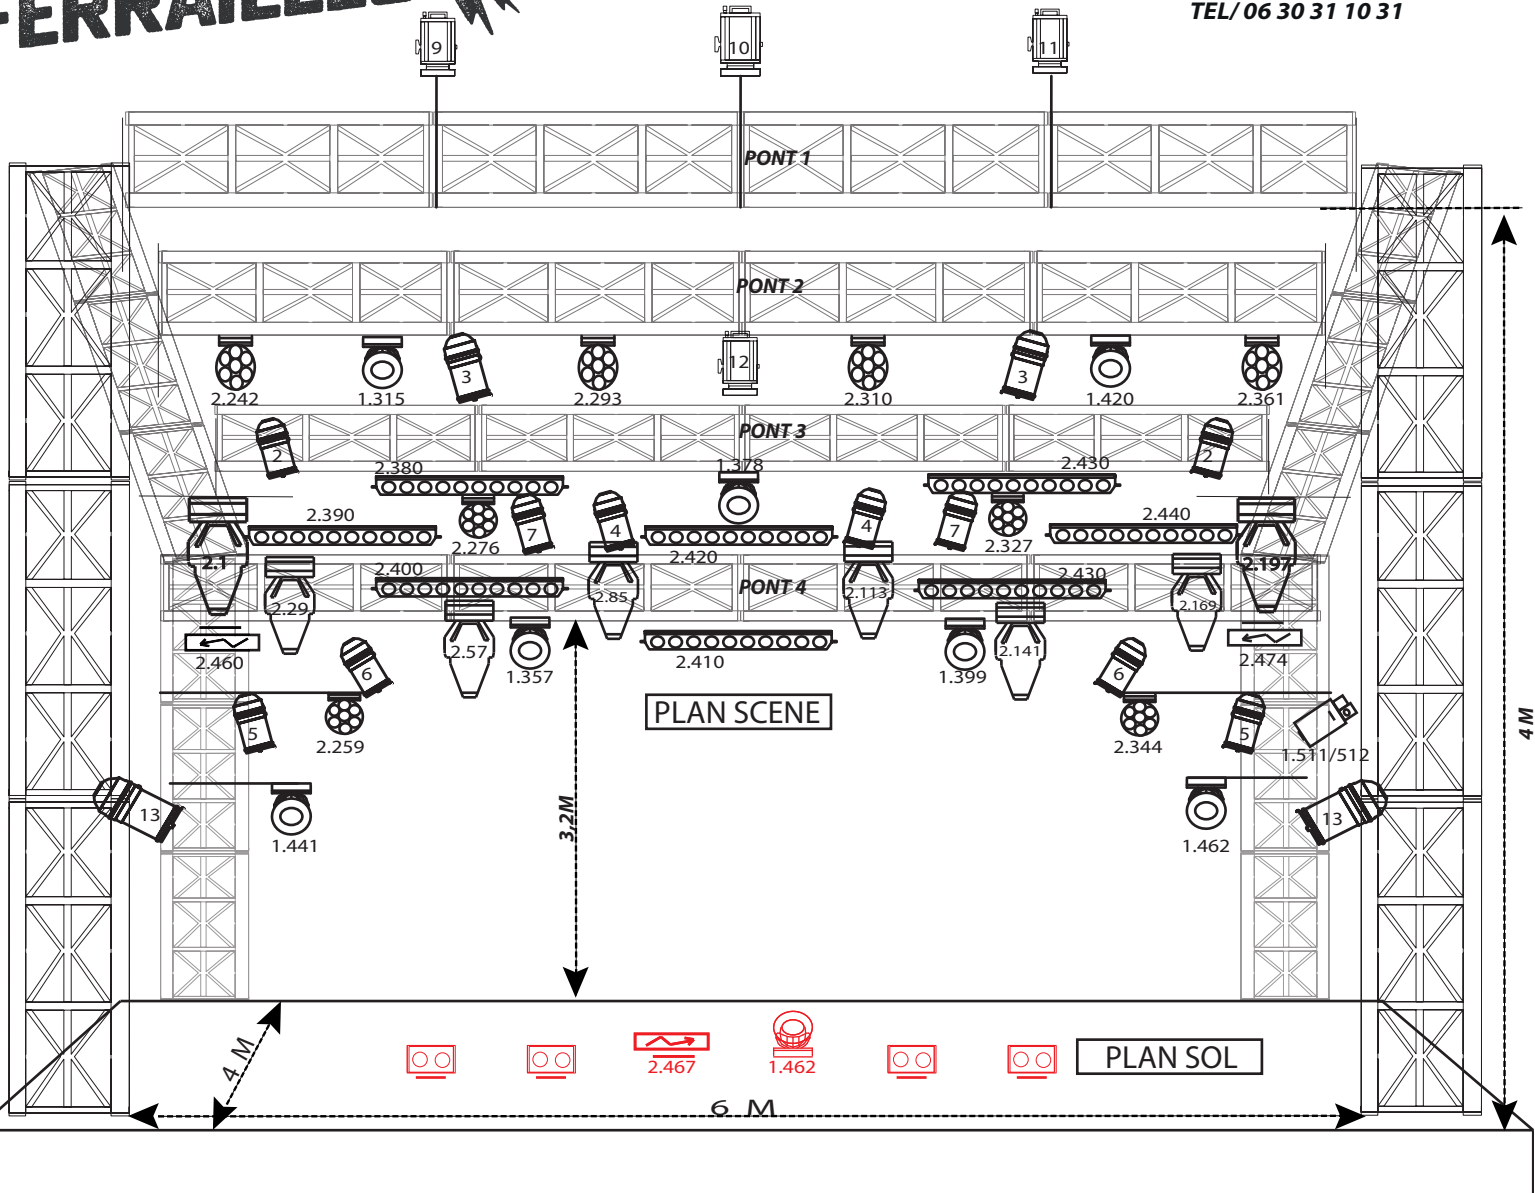 FERRAILLE
TEL/ 06 30 31 10 31
9 10 11
PONT 1
PONT 2
12
3 3
2.242 1.315 2.293 2.310 1.420 2.361
PONT 3
2 2
2.380 1.378 2.430
2.390 7 4 4 7 2.440
2.276 2.420 2.327
2.1 2.197
2.400 PONT 4 2.430
2.29 2.85 2.113 2.169
2.460 2.57 1.357 2.410 1.399 2.141 2.474
6 6
PLAN SCENE
4 M
5 5
2.259 2.344 1.511/512
13 3,2M 13
1.441 1.462
4 M
2.467 1.462
PLAN SOL
6 M